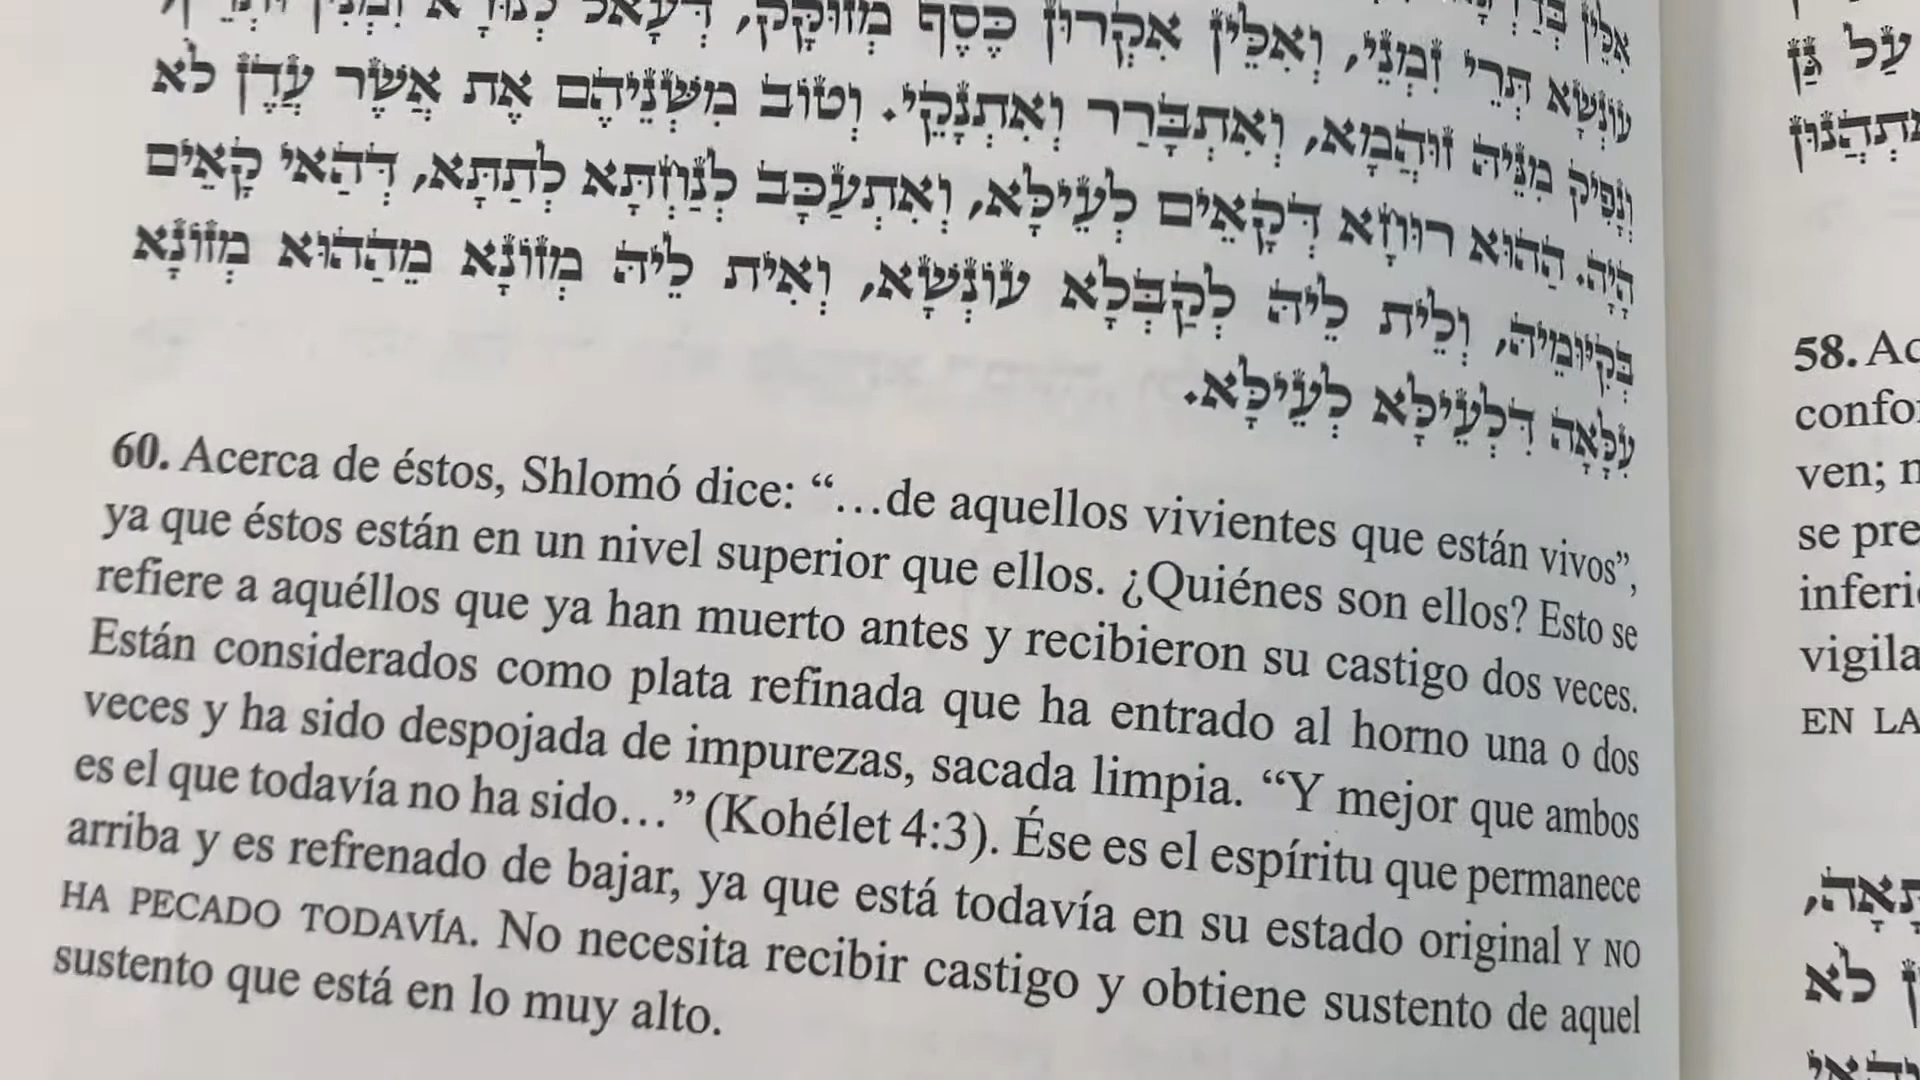 אִלֵּין
עוֹנְשָׁא תְּרֵי זִמְנֵי, וְאִלֵּין אִקְרוּן כֶּסֶף מְזוּקָּק, דְּעָאל לְנוּרָא
וְנָפִיק מִנֵּיהּ זוּהֲמָא, וְאִתְבְּרַר וְאִתְנָקֵי. וְטוֹב מִשְּׁנֵיהֶם אֶת אֲשֶׁר עֲדֶן לֹא
הָיָה. הַהוּא רוּחָא דְּקָאֵים לְעֵילָּא, וְאִתְעַכָּב לְנַחְתָּא לְתַתָּא, דְּהַאי קָאֵים
בְּקִיּוּמֵיהּ, וְלֵית לֵיהּ לְקַבְּלָא עוֹנְשָׁא, וְאִית לֵיהּ מְזוֹנָא מֵהַהוּא מְזוֹנָא
עִלָּאָה דִּלְעֵילָא לְעֵילָּא.
60. Acerca de éstos, Shlomó dice: “…de aquellos vivientes que están vivos”,
ya que éstos están en un nivel superior que ellos. ¿Quiénes son ellos? Esto se
refiere a aquéllos que ya han muerto antes y recibieron su castigo dos veces.
Están considerados como plata refinada que ha entrado al horno una o dos
veces y ha sido despojada de impurezas, sacada limpia. “Y mejor que ambos
es el que todavía no ha sido…” (Kohélet 4:3). Ése es el espíritu que permanece
arriba y es refrenado de bajar, ya que está todavía en su estado original Y NO
HA PECADO TODAVÍA. No necesita recibir castigo y obtiene sustento de aquel
sustento que está en lo muy alto.
עַל גַּן
58. Ac
confo
ven; n
se pre
inferi
vigila
EN LA
לֹא